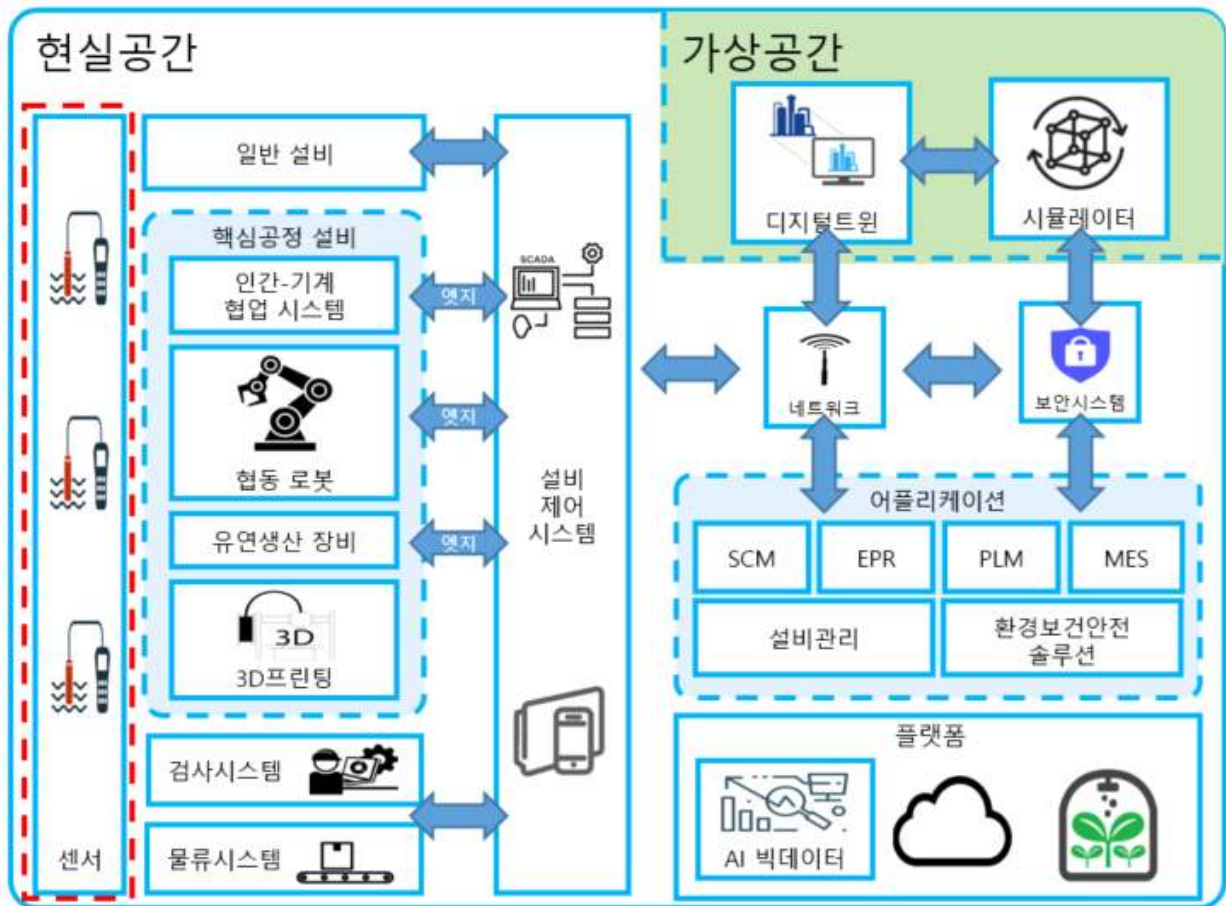 현실공간
가상공간
일반 설비
핵심공정 설비
인간-기계
협업 시스템
엣지
협동 로봇
엣지
유연생산 장비
엣지
3D
3D프린팅
검사시스템
물류시스템
센서
SCADA
설비
제어
시스템
디지털트윈
시뮬레이터
네트워크
보안시스템
어플리케이션
SCM
EPR
PLM
MES
설비관리
환경보건안전
솔루션
플랫폼
AI 빅데이터